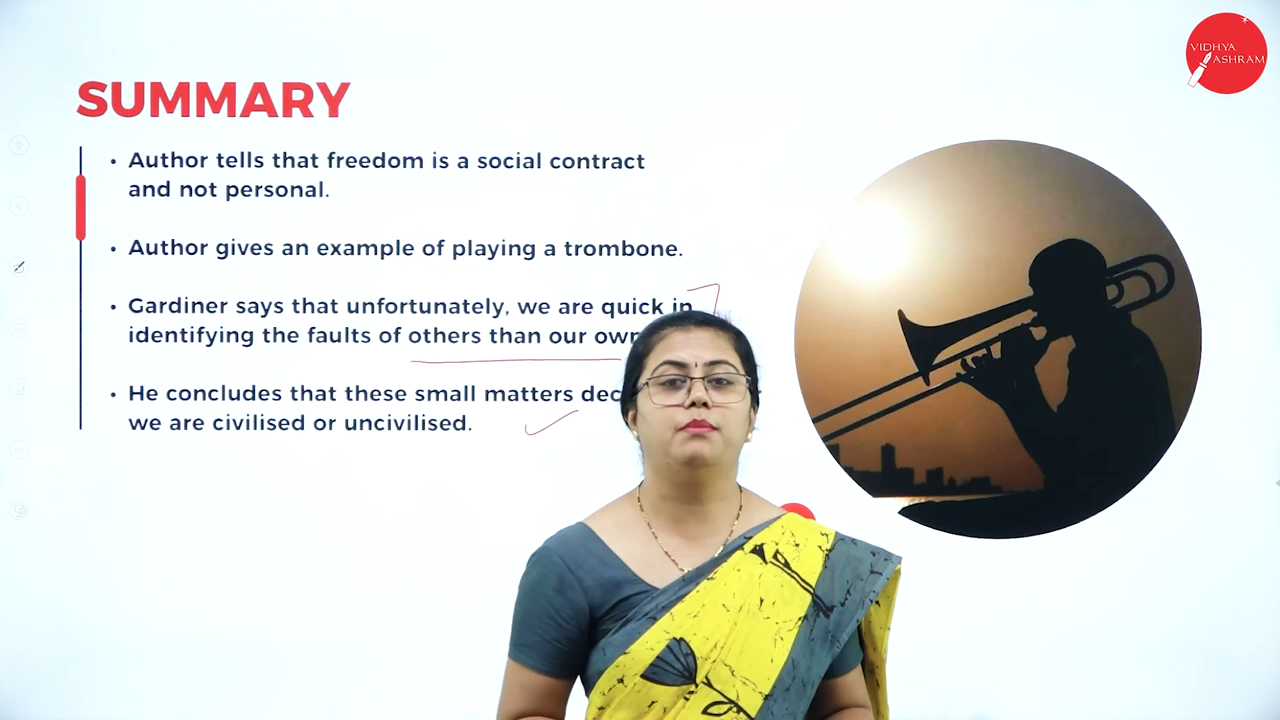 VIDHYA
ASHRAM
SUMMARY
• Author tells that freedom is a social contract
and not personal.
• Author gives an example of playing a trombone.
• Gardiner says that unfortunately, we are quick in
identifying the faults of others than our own
• He concludes that these small matters
we are civilised or uncivilised.